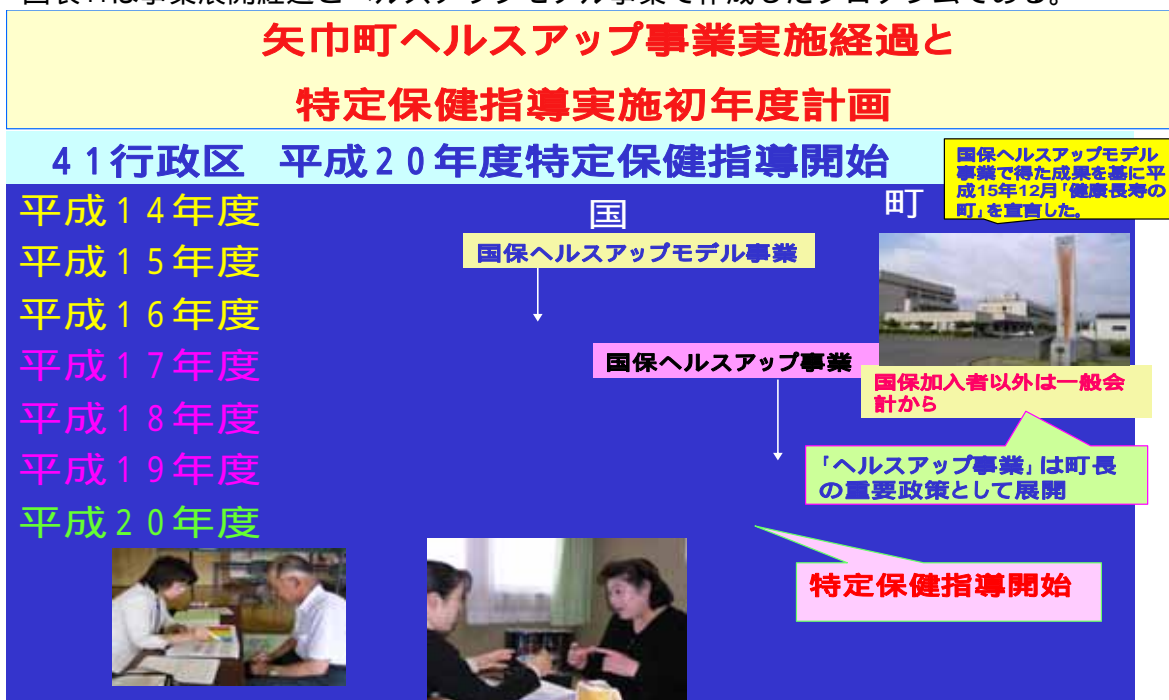 矢巾町ヘルスアップ事業実施経過と
特定保健指導実施初年度計画
41行政区 平成20年度特定保健指導開始
国保ヘルスアップモデル
事業で得た成果を基に平
成15年12月「健康長寿の
町」を宣言した。
平成14年度
国
町
平成15年度
国保ヘルスアップモデル事業
平成16年度
平成17年度
国保ヘルスアップ事業
国保加入者以外は一般会
計から
平成18年度
平成19年度
「ヘルスアップ事業」は町長
の重要政策として展開
平成20年度
特定保健指導開始